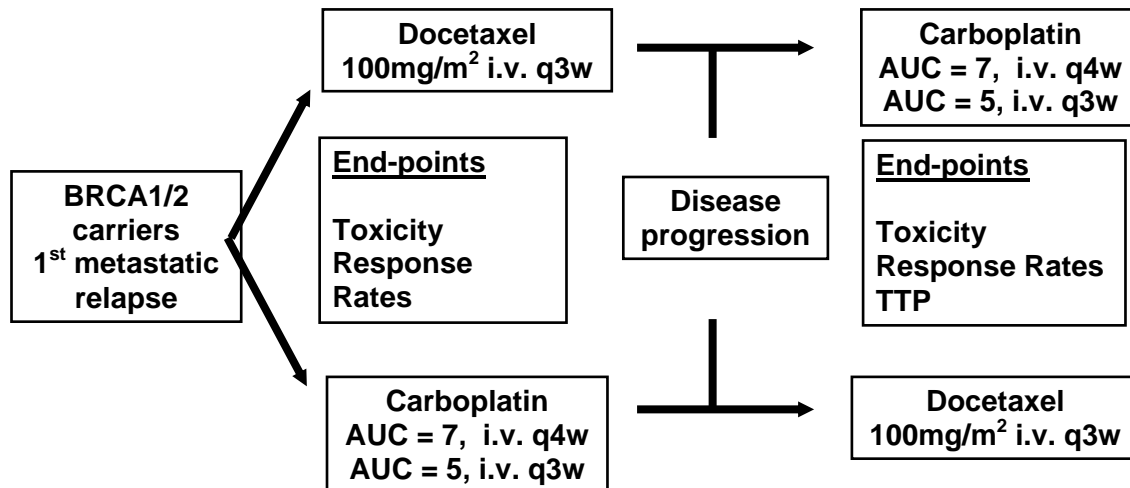 BRCA1/2
carriers
1st metastatic
relapse
Docetaxel
100mg/m2 i.v. q3w
End-points
Toxicity
Response
Rates
Carboplatin
AUC = 7, i.v. q4w
AUC = 5, i.v. q3w
Disease
progression
Carboplatin
AUC = 7, i.v. q4w
AUC = 5, i.v. q3w
End-points
Toxicity
Response Rates
TTP
Docetaxel
100mg/m2 i.v. q3w